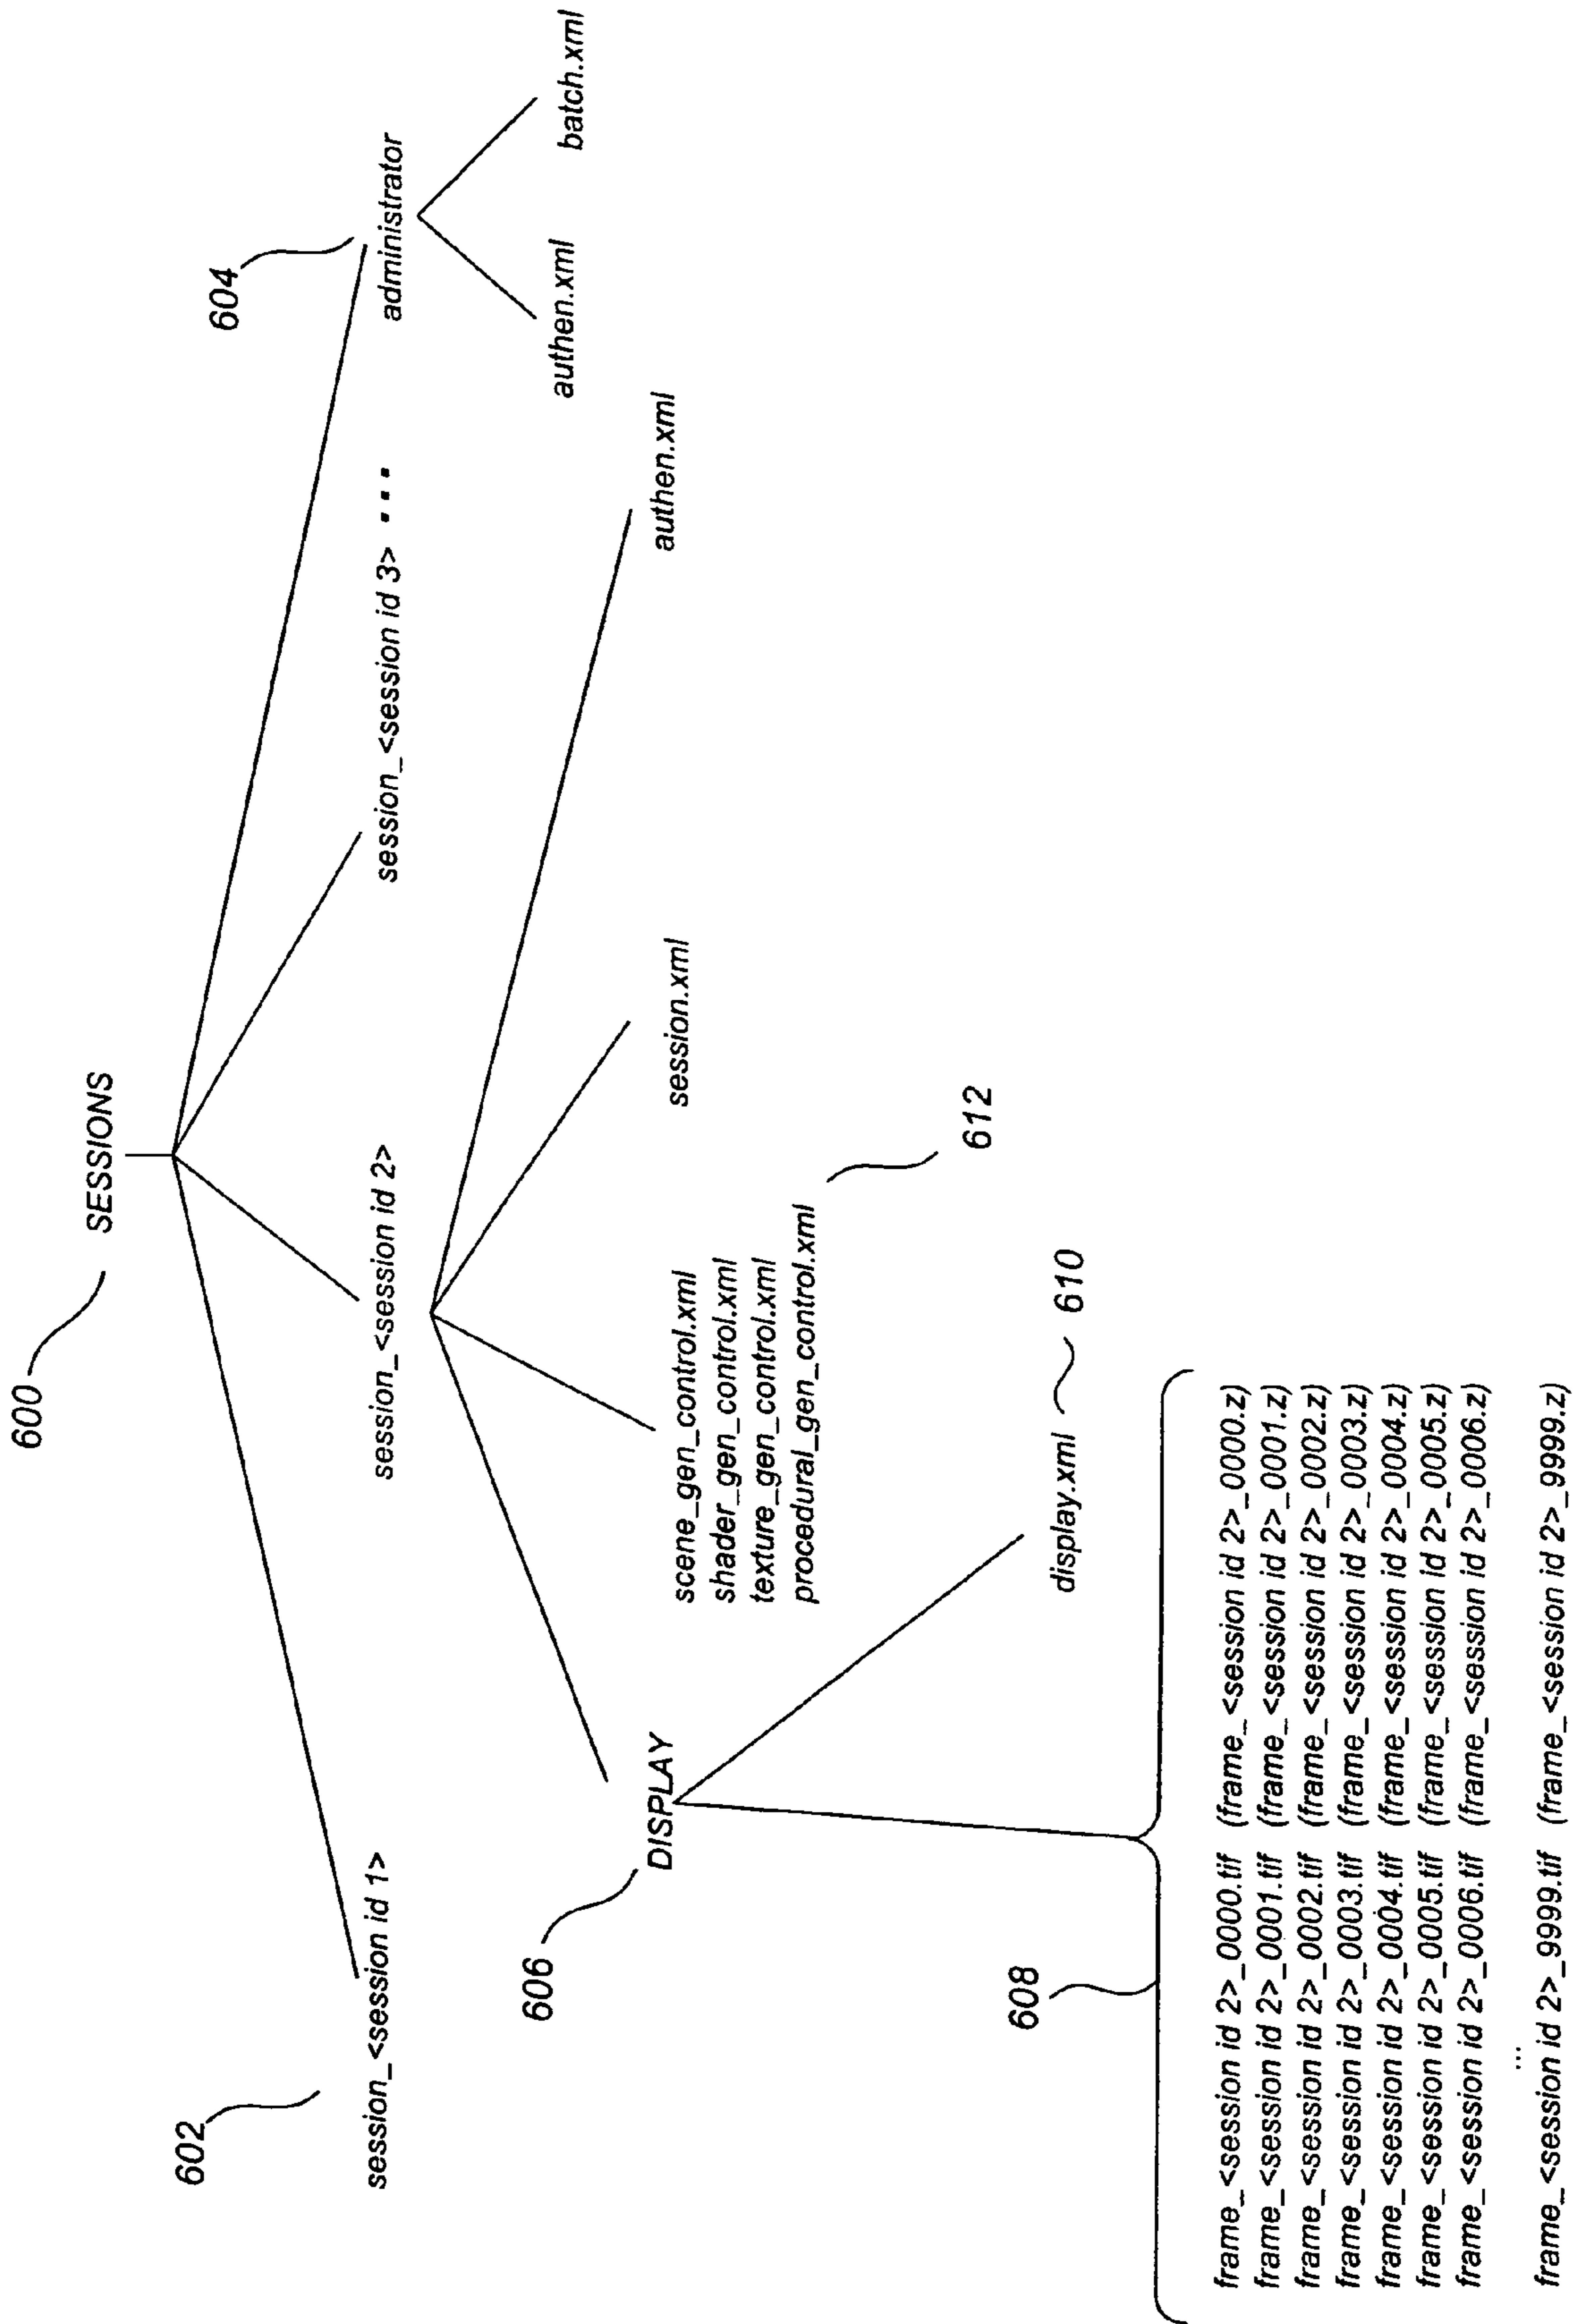 600
SESSIONS
602
session_<session id 1>
session_<session id 2>
session_<session id 3> ...
604
administrator
authen.xml
batch.xml
606
DISPLAY
scene_gen_control.xml
shader_gen_control.xml
texture_gen_control.xml
procedural_gen_control.xml
612
session.xml
authen.xml
608
display.xml
610
frame_<session id 2>_0000.tif (frame_<session id 2>_0000.z)
frame_<session id 2>_0001.tif (frame_<session id 2>_0001.z)
frame_<session id 2>_0002.tif (frame_<session id 2>_0002.z)
frame_<session id 2>_0003.tif (frame_<session id 2>_0003.z)
frame_<session id 2>_0004.tif (frame_<session id 2>_0004.z)
frame_<session id 2>_0005.tif (frame_<session id 2>_0005.z)
frame_<session id 2>_0006.tif (frame_<session id 2>_0006.z)
...
frame_<session id 2>_9999.tif (frame_<session id 2>_9999.z)